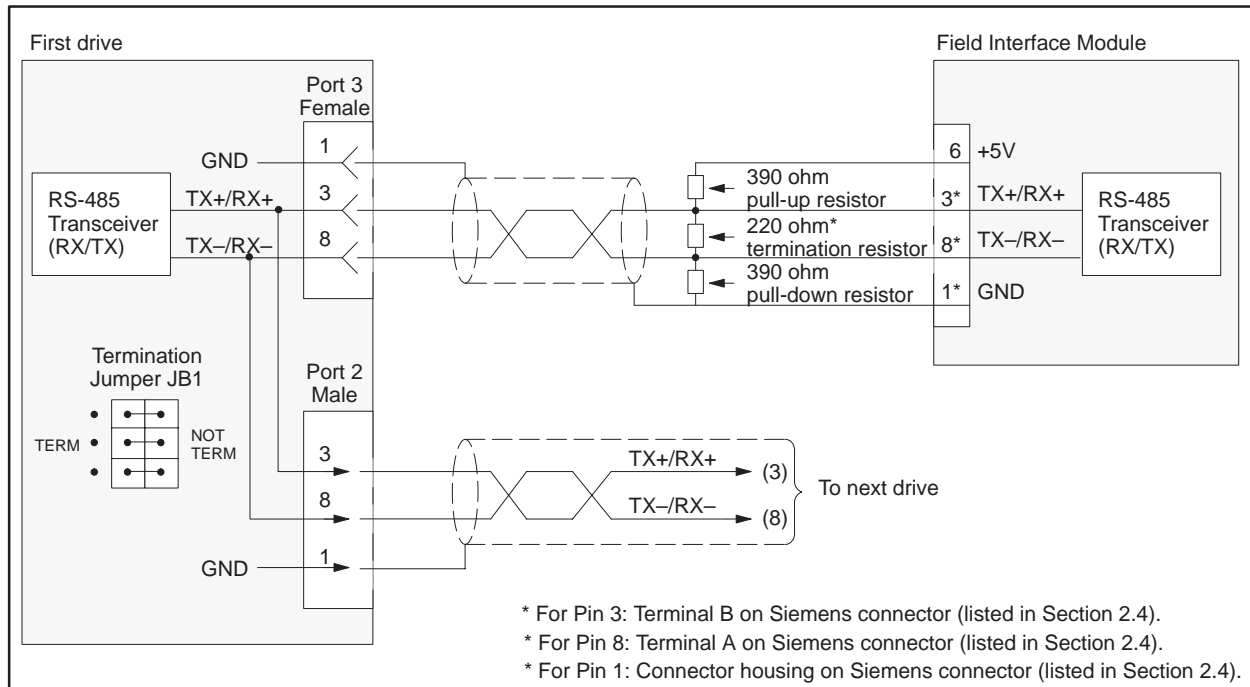 First drive
Field Interface Module
Port 3
Female
1
GND
3
TX+/RX+
8
TX–/RX–
RS-485
Transceiver
(RX/TX)
390 ohm
pull-up resistor
220 ohm*
termination resistor
390 ohm
pull-down resistor
6
+5V
3*
TX+/RX+
8*
TX–/RX–
1*
GND
RS-485
Transceiver
(RX/TX)
Termination
Jumper JB1
TERM
NOT
TERM
Port 2
Male
3
8
1
GND
TX+/RX+
(3)
TX–/RX–
(8)
To next drive
* For Pin 3: Terminal B on Siemens connector (listed in Section 2.4).
* For Pin 8: Terminal A on Siemens connector (listed in Section 2.4).
* For Pin 1: Connector housing on Siemens connector (listed in Section 2.4).